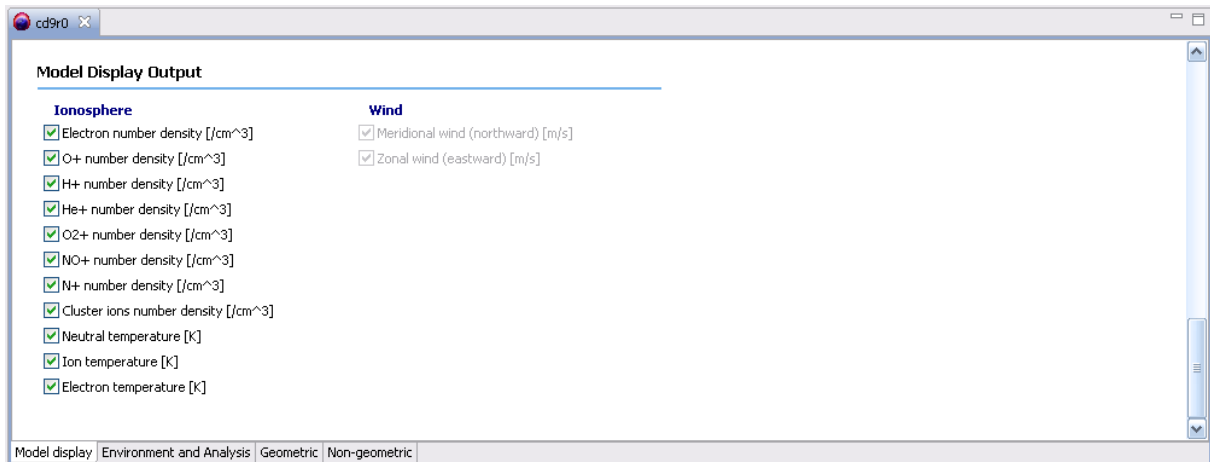 cd9r0
Model Display Output
Ionosphere
Electron number density [/cm^3]
O+ number density [/cm^3]
H+ number density [/cm^3]
He+ number density [/cm^3]
O2+ number density [/cm^3]
NO+ number density [/cm^3]
N+ number density [/cm^3]
Cluster ions number density [/cm^3]
Neutral temperature [K]
Ion temperature [K]
Electron temperature [K]
Wind
Meridional wind (northward) [m/s]
Zonal wind (eastward) [m/s]
Model display Environment and Analysis Geometric Non-geometric